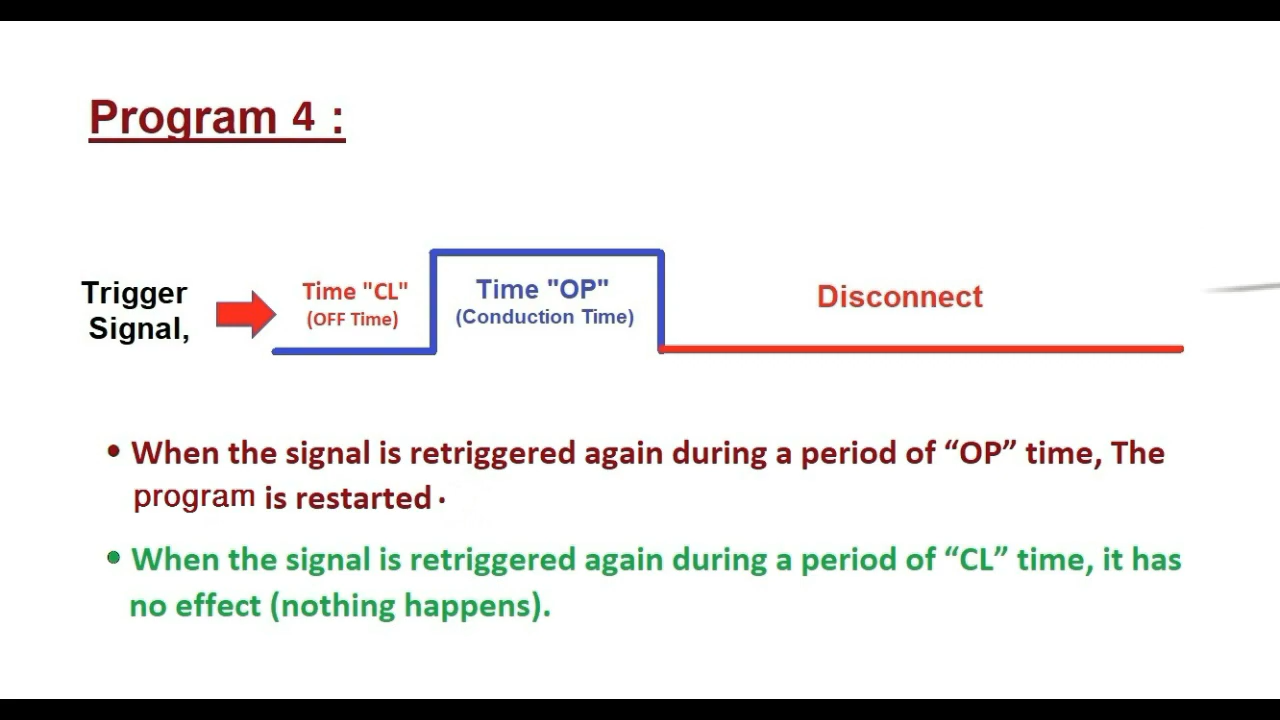 Program 4 :
Trigger
Signal,
Time "CL"
(OFF Time)
Time "OP"
(Conduction Time)
Disconnect
• When the signal is retriggered again during a period of “OP” time, The
program is restarted .
• When the signal is retriggered again during a period of “CL” time, it has
no effect (nothing happens).